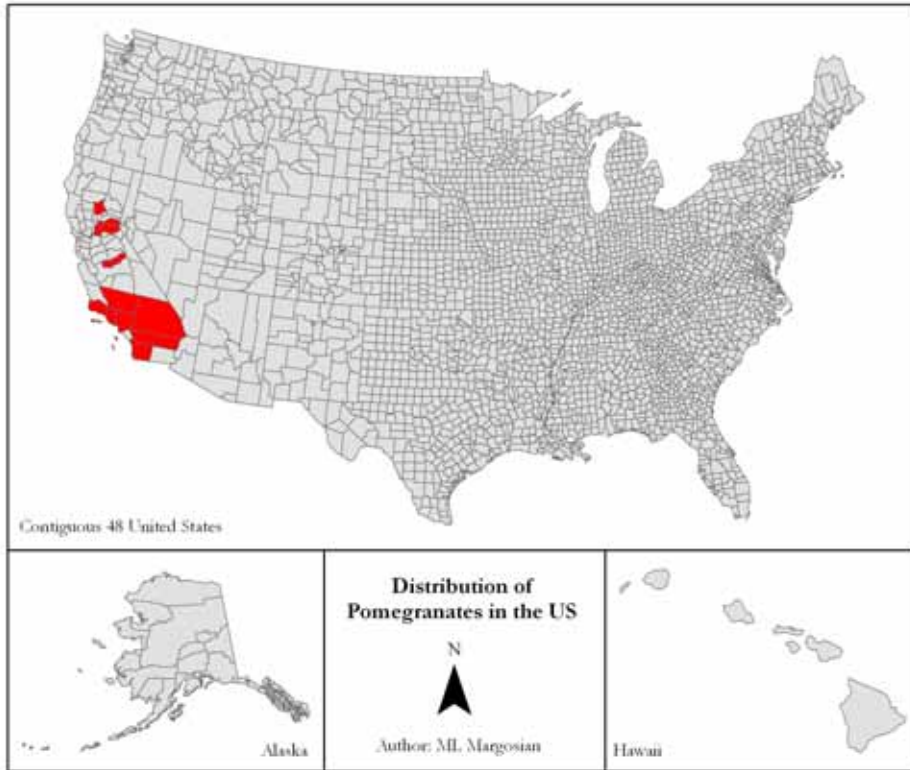 Contiguous 48 United States
Alaska
Distribution of
Pomegranates in the US
N
Author: ML Margosian
Hawaii